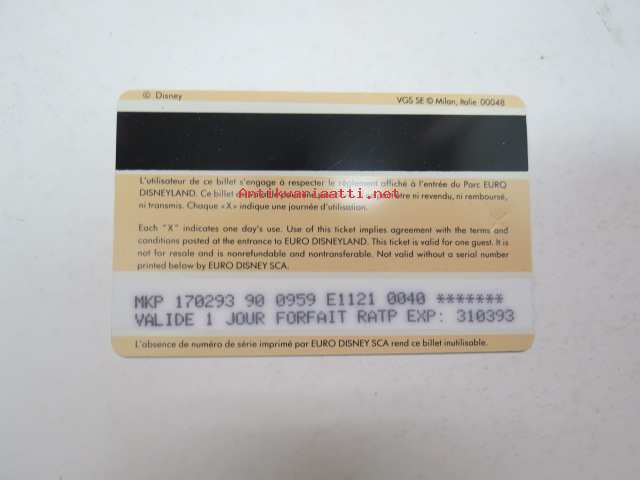 © Disney
VGS SE © Milan, Italie 00048
L'utilisateur de ce billet s'engage à respecter le règlement affiché à l'entrée du Parc EURO
Antikvariaatti.net
DISNEYLAND. Ce billet être ni revendu, ni remboursé,
ni transmis. Chaque «X» indique une journée d'utilisation.
Each "X" indicates one day's use. Use of this ticket implies agreement with the terms and
conditions posted at the entrance to EURO DISNEYLAND. This ticket is valid for one guest. It is
not for resale and is nonrefundable and nontransferable. Not valid without a serial number
printed below by EURO DISNEY SCA.
MKP 170293 90 0959 E1121 0040 *******
VALIDE 1 JOUR FORFAIT RATP EXP: 310393
L'absence de numéro de série imprimé par EURO DISNEY SCA rend ce billet inutilisable.